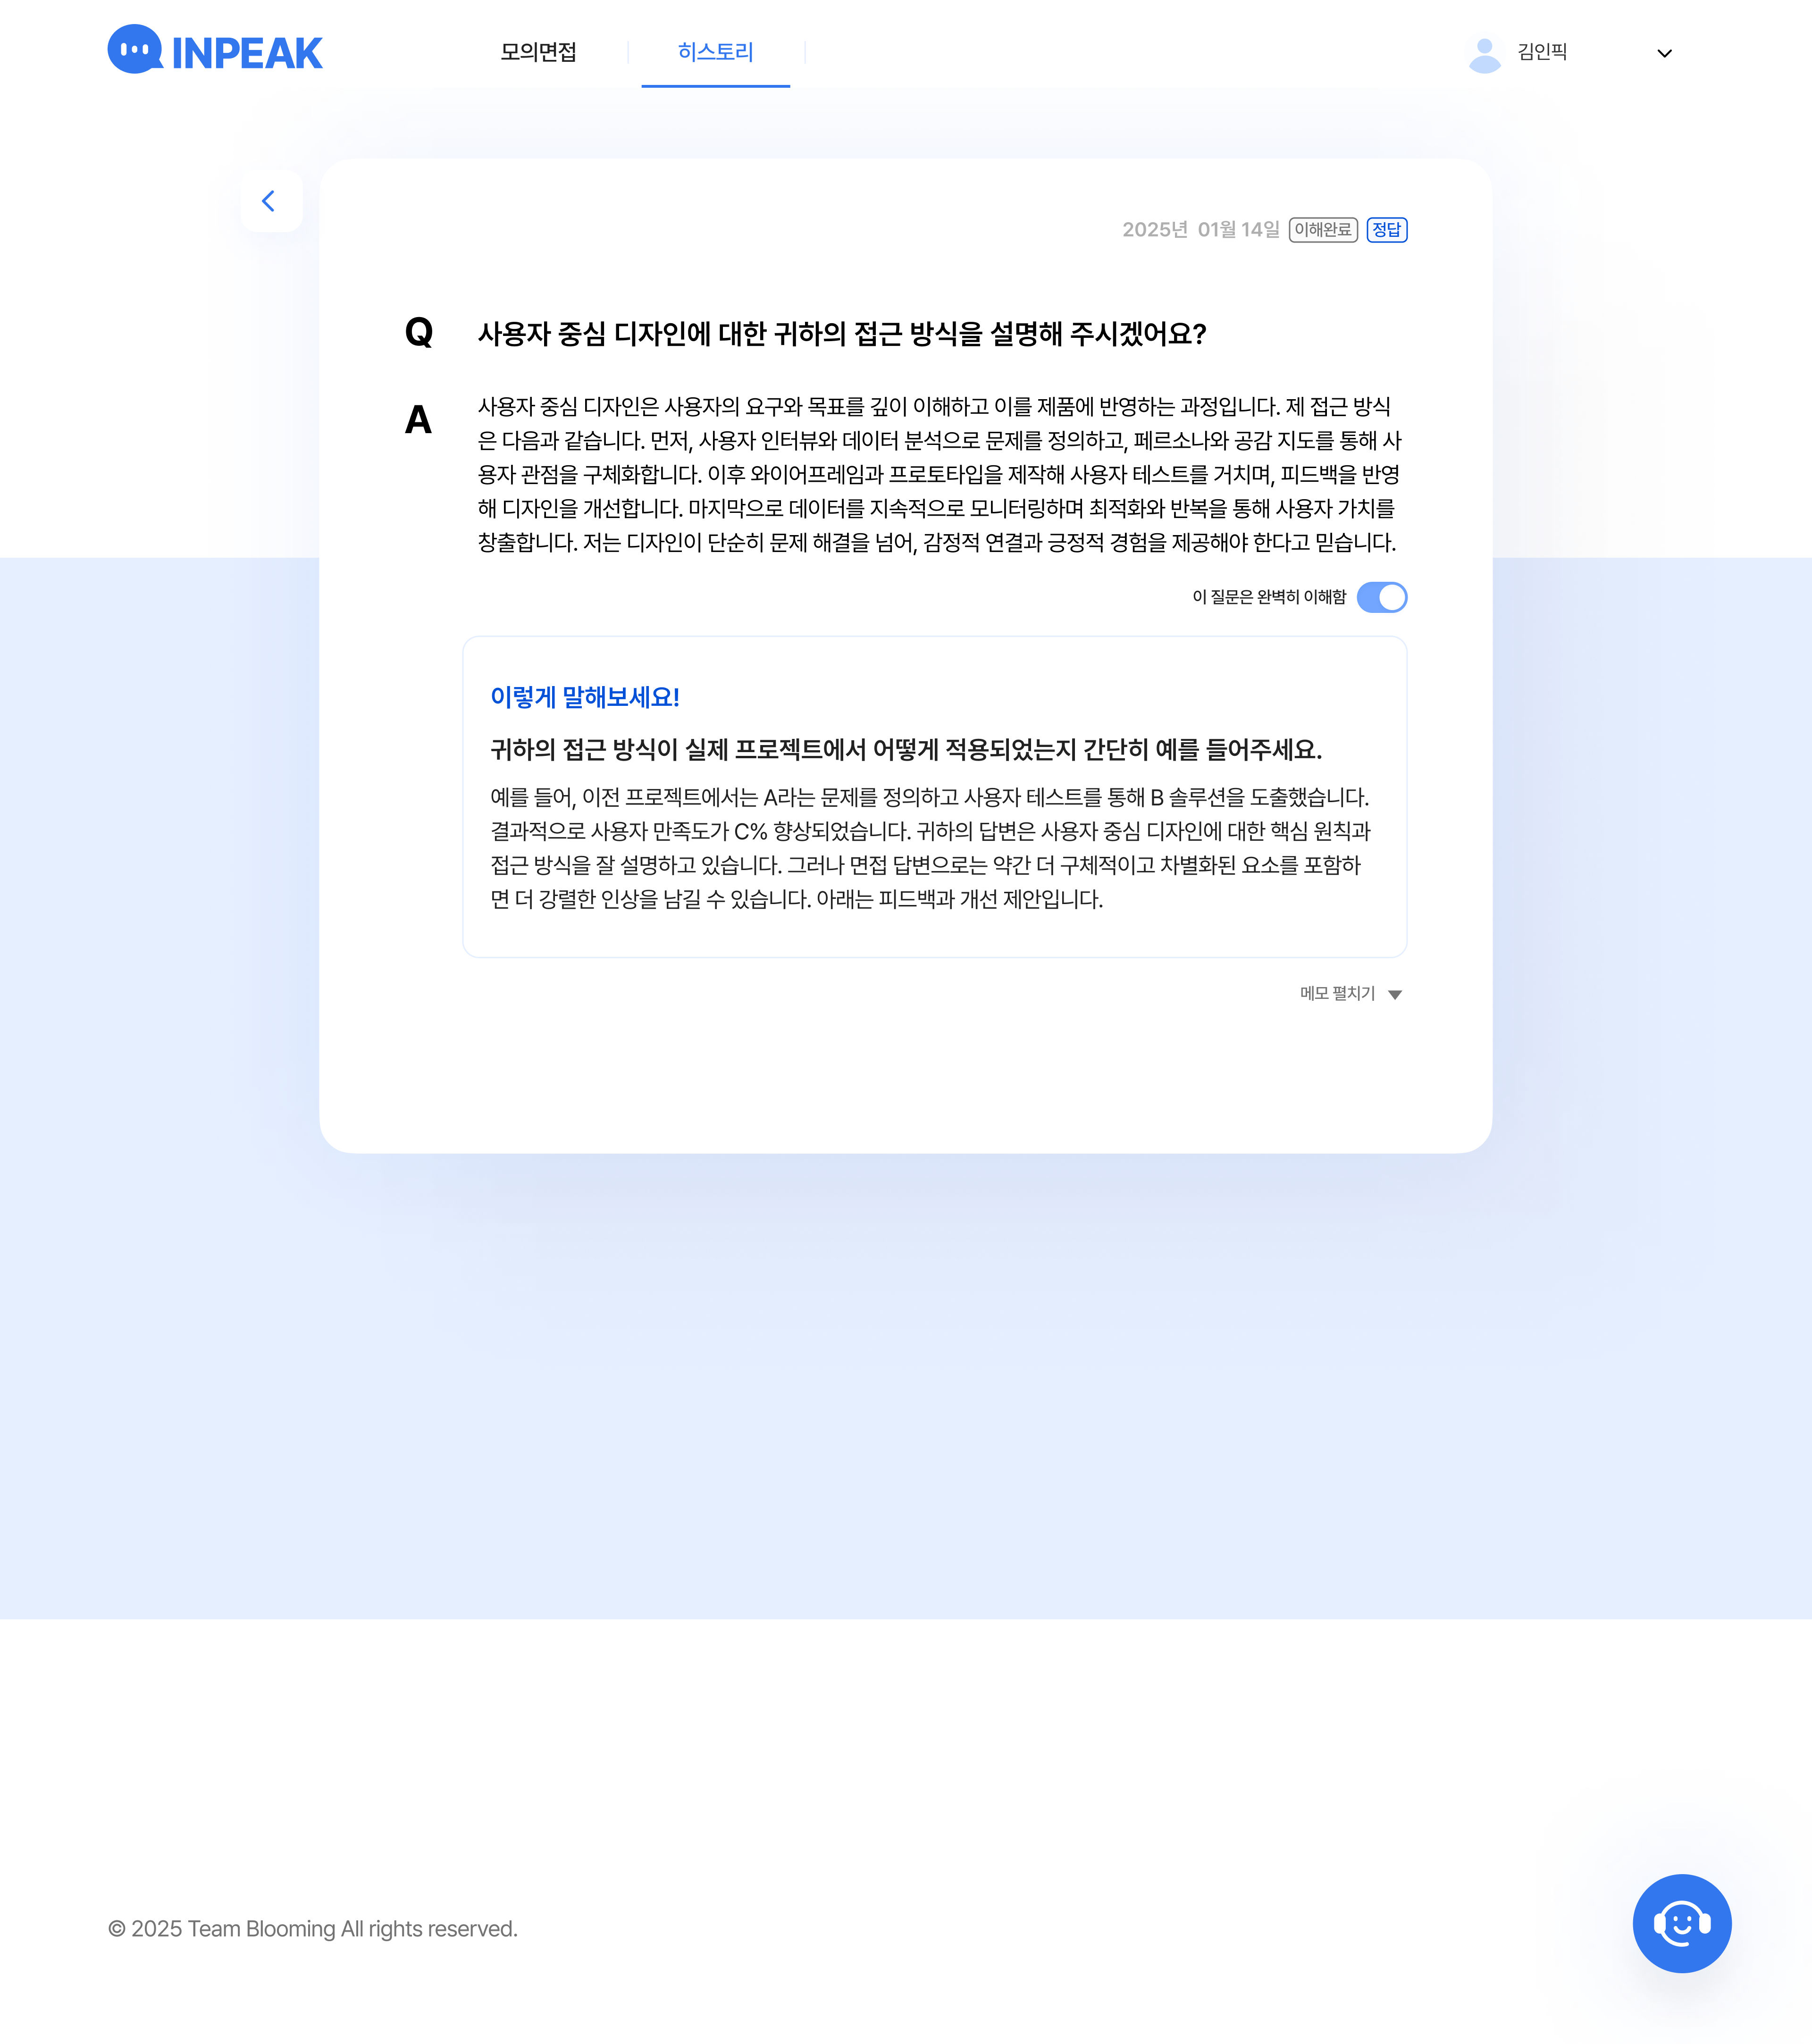 INPEAK
모의면접
히스토리
김인픽
2025년 01월 14일 이해완료 정답
Q 사용자 중심 디자인에 대한 귀하의 접근 방식을 설명해 주시겠어요?
A 사용자 중심 디자인은 사용자의 요구와 목표를 깊이 이해하고 이를 제품에 반영하는 과정입니다. 제 접근 방식
은 다음과 같습니다. 먼저, 사용자 인터뷰와 데이터 분석으로 문제를 정의하고, 페르소나와 공감 지도를 통해 사
용자 관점을 구체화합니다. 이후 와이어프레임과 프로토타입을 제작해 사용자 테스트를 거치며, 피드백을 반영
해 디자인을 개선합니다. 마지막으로 데이터를 지속적으로 모니터링하며 최적화와 반복을 통해 사용자 가치를
창출합니다. 저는 디자인이 단순히 문제 해결을 넘어, 감정적 연결과 긍정적 경험을 제공해야 한다고 믿습니다.
이 질문은 완벽히 이해함
이렇게 말해보세요!
귀하의 접근 방식이 실제 프로젝트에서 어떻게 적용되었는지 간단히 예를 들어주세요.
예를 들어, 이전 프로젝트에서는 A라는 문제를 정의하고 사용자 테스트를 통해 B 솔루션을 도출했습니다.
결과적으로 사용자 만족도가 C% 향상되었습니다. 귀하의 답변은 사용자 중심 디자인에 대한 핵심 원칙과
접근 방식을 잘 설명하고 있습니다. 그러나 면접 답변으로는 약간 더 구체적이고 차별화된 요소를 포함하
면 더 강렬한 인상을 남길 수 있습니다. 아래는 피드백과 개선 제안입니다.
메모 펼치기
© 2025 Team Blooming All rights reserved.